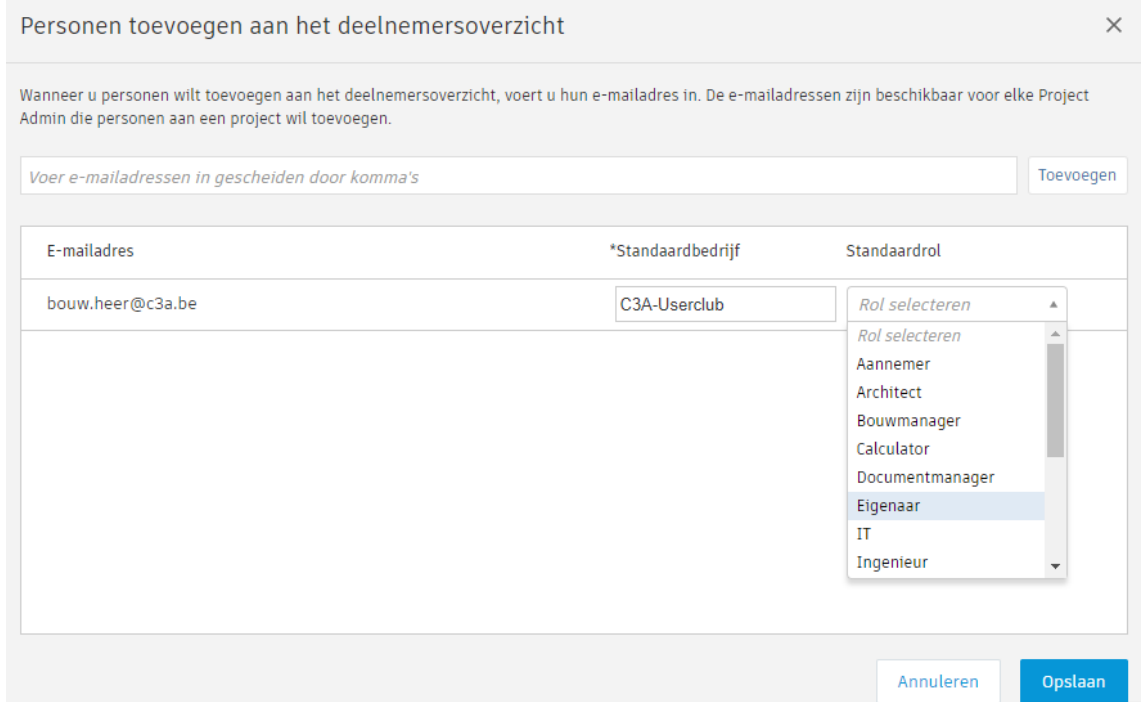 Personen toevoegen aan het deelnemersoverzicht
Wanneer u personen wilt toevoegen aan het deelnemersoverzicht, voert u hun e-mailadres in. De e-mailadressen zijn beschikbaar voor elke Project
Admin die personen aan een project wil toevoegen.
Voer e-mailadressen in gescheiden door komma's
Toevoegen
E-mailadres *Standaardbedrijf Standaardrol
bouw.heer@c3a.be C3A-Userclub Rol selecteren
Rol selecteren
Aannemer
Architect
Bouwmanager
Calculator
Documentmanager
Eigenaar
IT
Ingenieur
Annuleren Opslaan